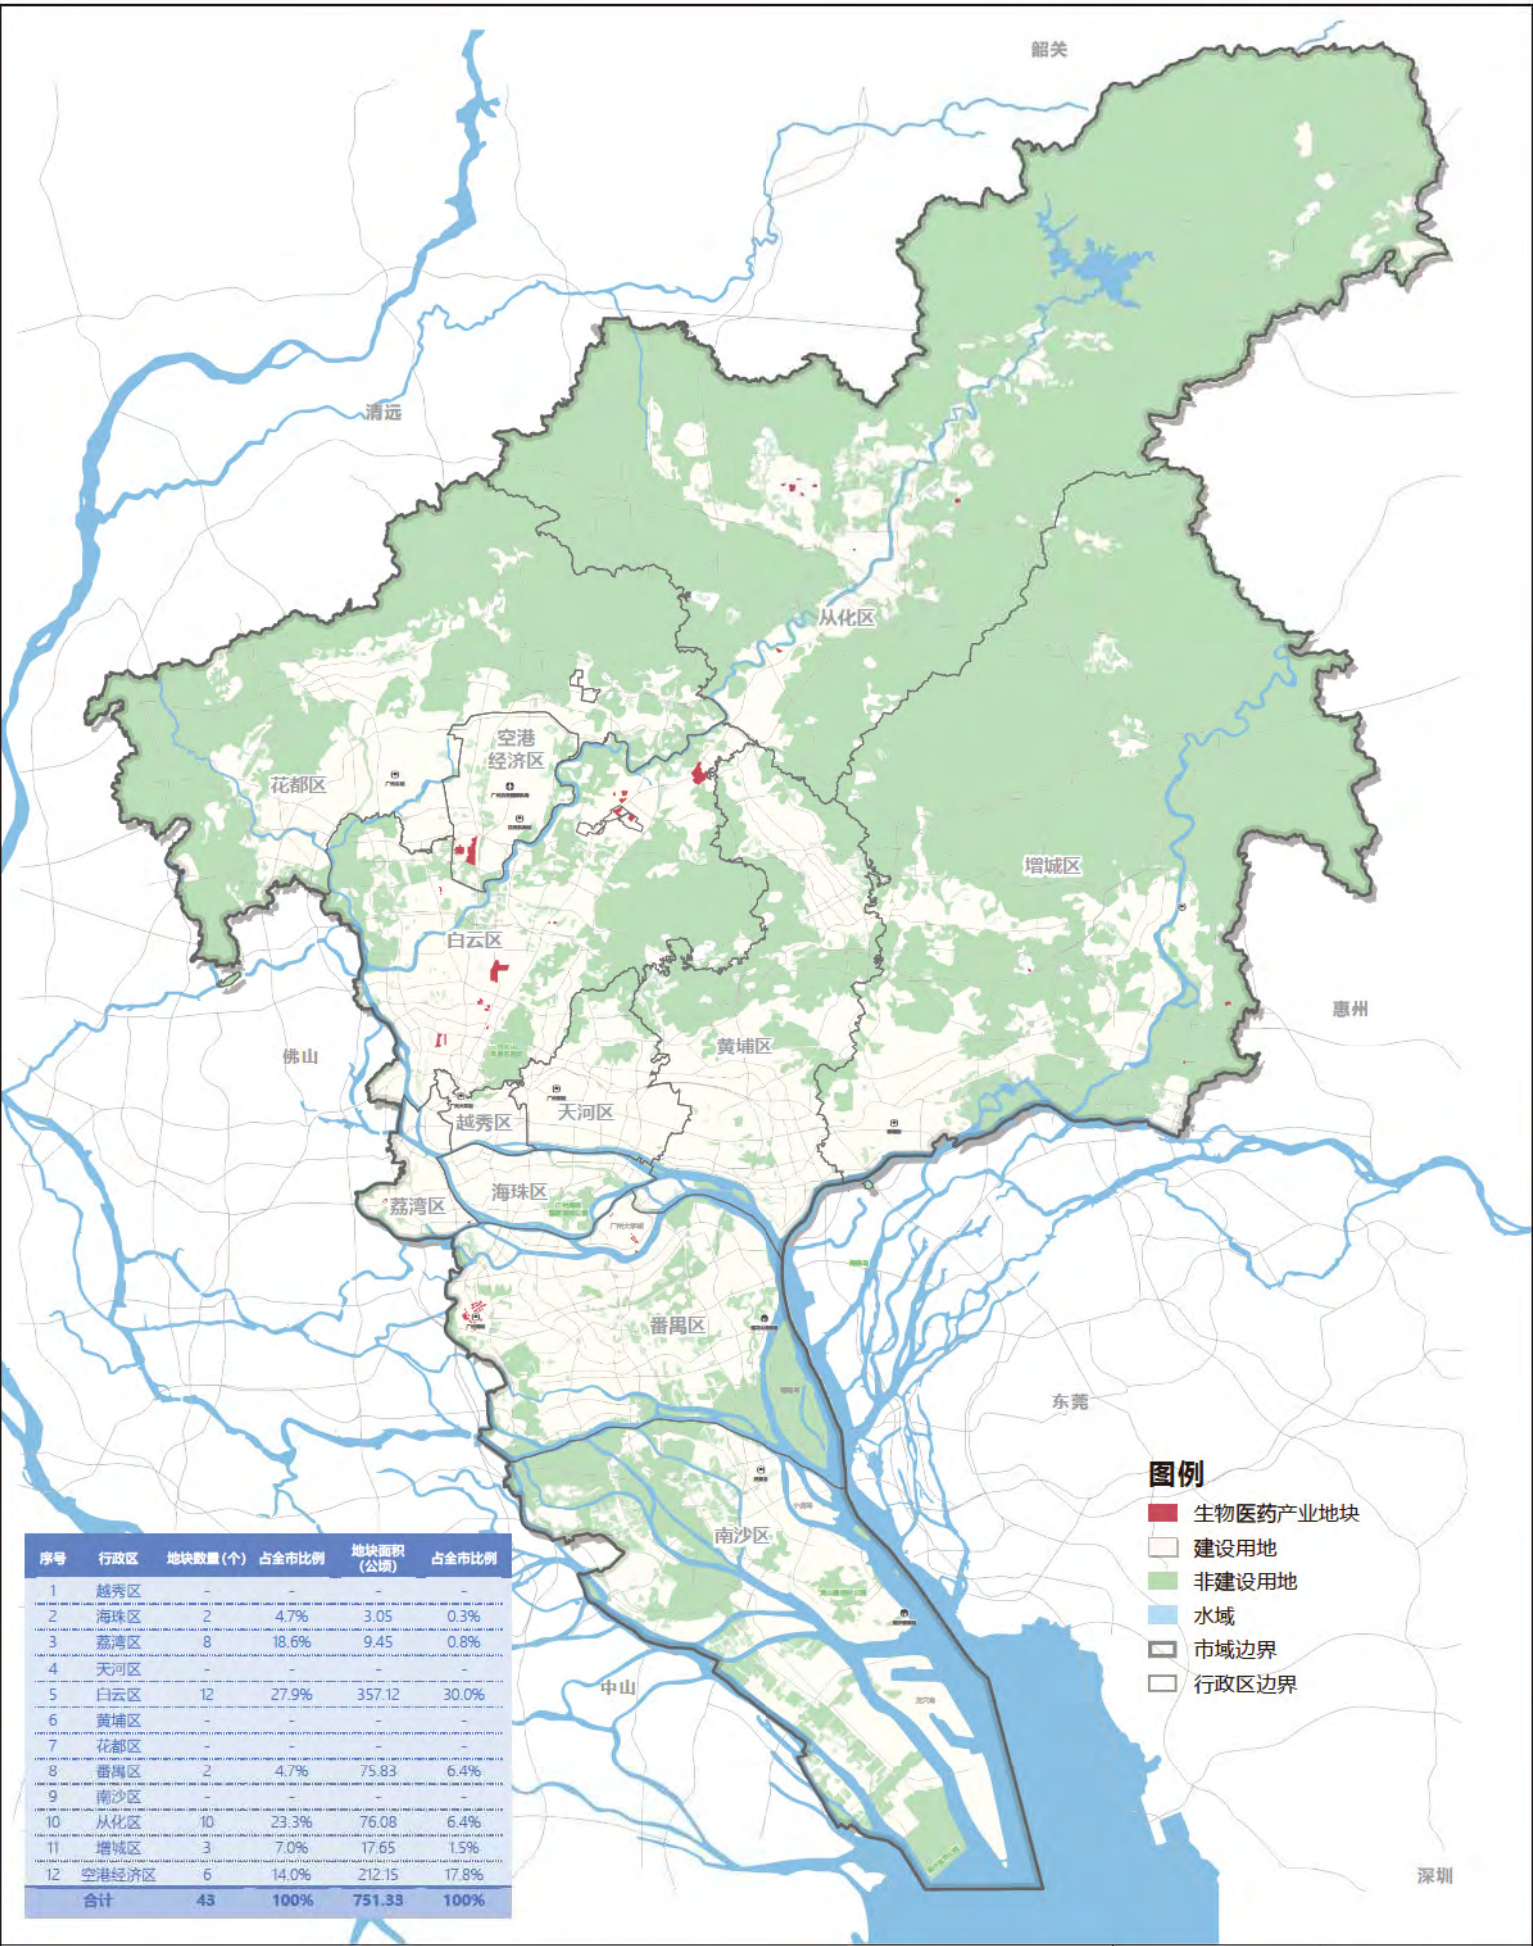 韶关
清远
从化区
空港
经济区
花都区
增城区
白云区
惠州
佛山
黄埔区
天河区
越秀区
海珠区
荔湾区
广州大学城
番禺区
东莞
南沙区
中山
深圳
图例
生物医药产业地块
建设用地
非建设用地
水域
市域边界
行政区边界
序号 行政区 地块数量(个) 占全市比例 地块面积(公顷) 占全市比例
1 越秀区 - - - -
2 海珠区 2 4.7% 3.05 0.3%
3 荔湾区 8 18.6% 9.45 0.8%
4 天河区 - - - -
5 白云区 12 27.9% 357.12 30.0%
6 黄埔区 - - - -
7 花都区 - - - -
8 番禺区 2 4.7% 75.83 6.4%
9 南沙区 - - - -
10 从化区 10 23.3% 76.08 6.4%
11 增城区 3 7.0% 17.65 1.5%
12 空港经济区 6 14.0% 212.15 17.8%
合计 43 100% 751.33 100%